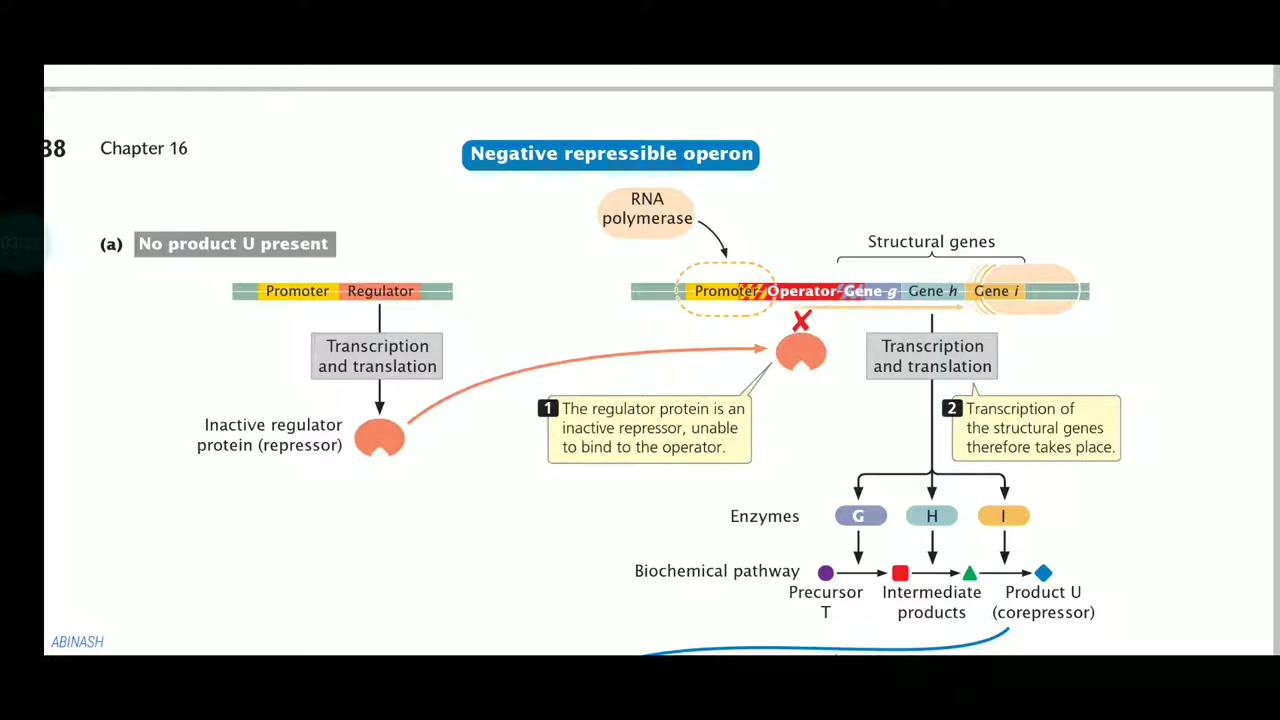 38
Chapter 16
Negative repressible operon
RNA
polymerase
(a) No product U present
Structural genes
Promoter Regulator
Promoter Operator Gene g Gene h Gene i
Transcription
and translation
Transcription
and translation
1 The regulator protein is an
inactive repressor, unable
to bind to the operator.
2 Transcription of
the structural genes
therefore takes place.
Inactive regulator
protein (repressor)
Enzymes G H I
Biochemical pathway
Precursor
T
Intermediate
products
Product U
(corepressor)
ABINASH